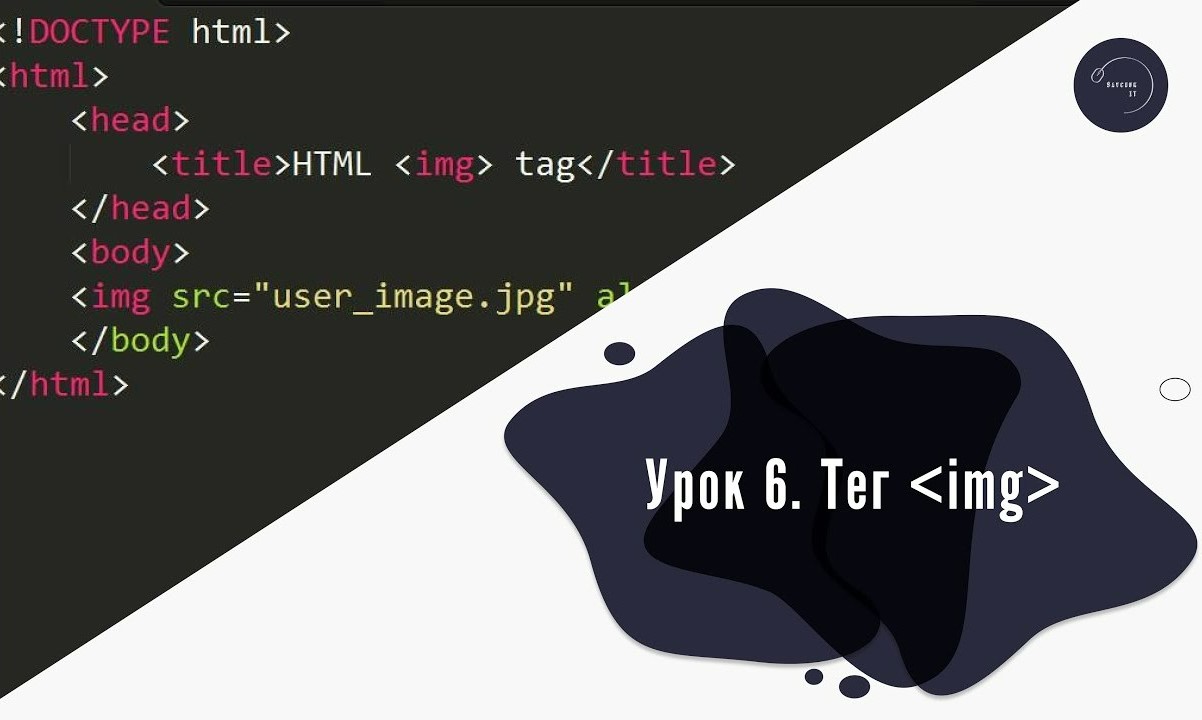 <!DOCTYPE html>
<html>
<head>
<title>HTML <img> tag</title>
</head>
<body>
<img src="user_image.jpg" al
</body>
</html>
Урок 6. Тег <img>